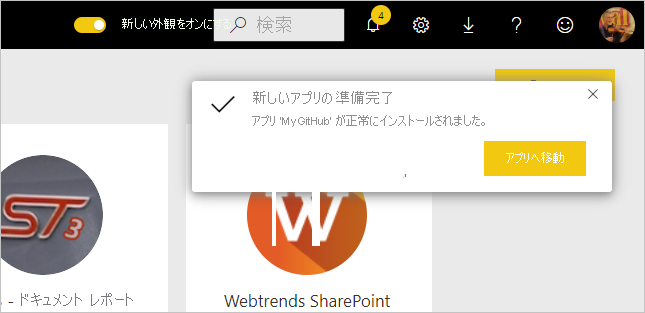 新しい外観をオンにする
検索
4
新しいアプリの準備完了
アプリ 'MyGitHub' が正常にインストールされました。
アプリへ移動
ST3
W
- ドキュメント レポート
Webtrends SharePoint